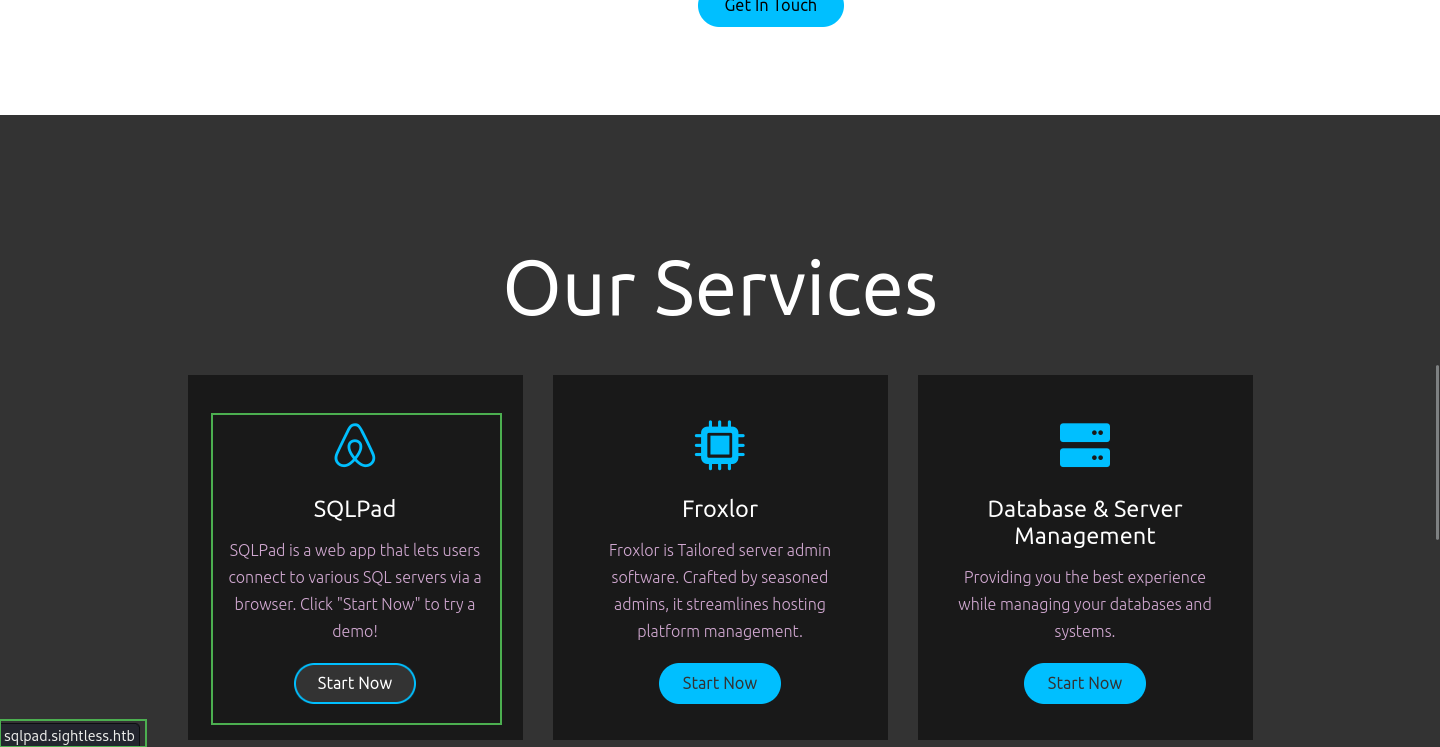 Get In Touch
Our Services
SQLPad
SQLPad is a web app that lets users
connect to various SQL servers via a
browser. Click "Start Now" to try a
demo!
Start Now
Froxlor
Froxlor is Tailored server admin
software. Crafted by seasoned
admins, it streamlines hosting
platform management.
Start Now
Database & Server
Management
Providing you the best experience
while managing your databases and
systems.
Start Now
sqlpad.sightless.htb